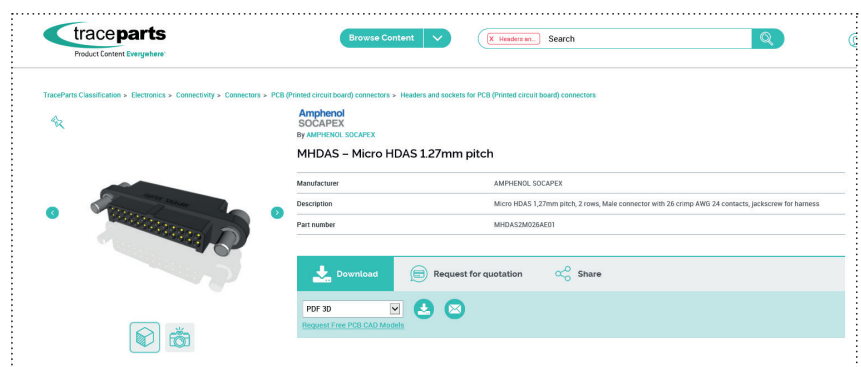 traceparts
Product Content Everywhere
Browse Content
X Headers an... Search
TraceParts Classification > Electronics > Connectivity > Connectors > PCB (Printed circuit board) connectors > Headers and sockets for PCB (Printed circuit board) connectors
Amphenol
SOCAPEX
By AMPHENOL SOCAPEX
MHDAS – Micro HDAS 1.27mm pitch
Manufacturer AMPHENOL SOCAPEX
Description Micro HDAS 1,27mm pitch, 2 rows, Male connector with 26 crimp AWG 24 contacts, jackscrew for harness
Part number MHDAS2M026AE01
Download Request for quotation Share
PDF 3D
Request Free PCB CAD Models